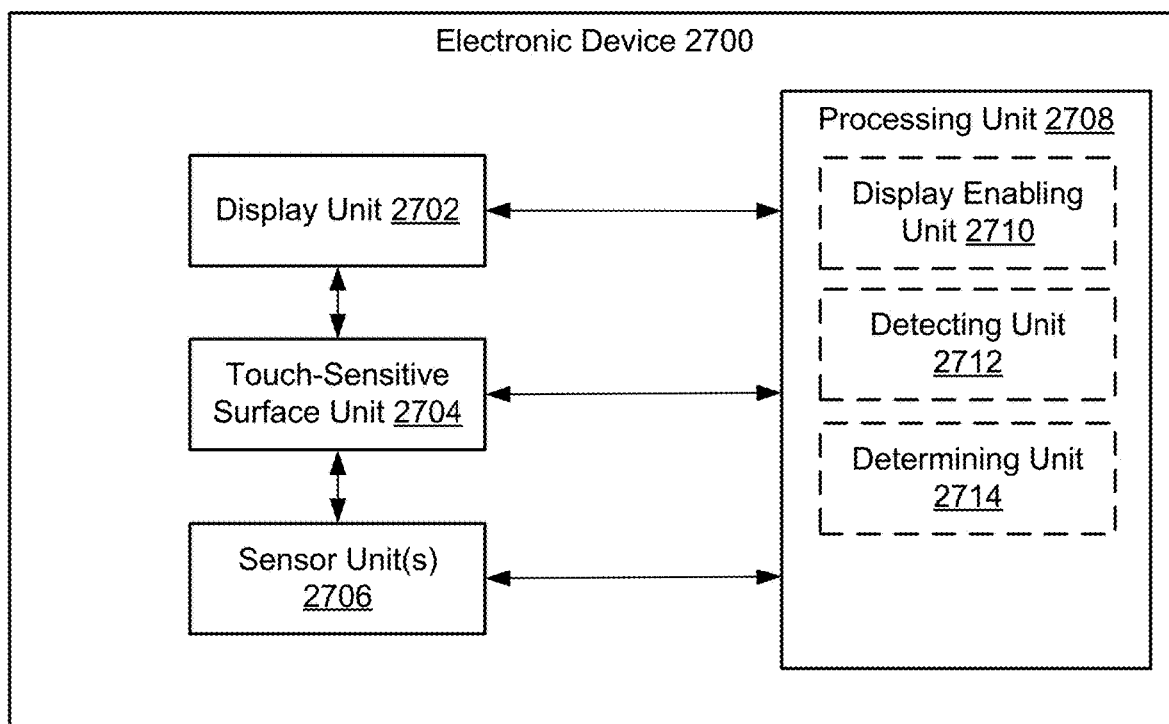 Electronic Device 2700
Display Unit 2702
Touch-Sensitive
Surface Unit 2704
Sensor Unit(s)
2706
Processing Unit 2708
Display Enabling
Unit 2710
Detecting Unit
2712
Determining Unit
2714